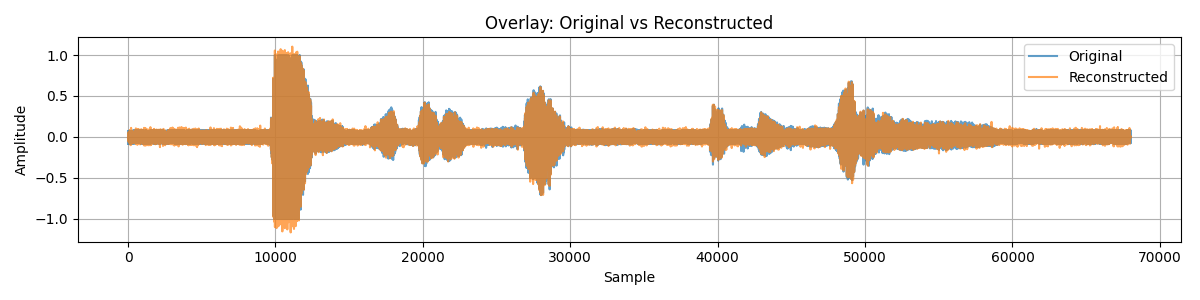 Overlay: Original vs Reconstructed
Original
Reconstructed
Amplitude
1.0
0.5
0.0
−0.5
−1.0
0 10000 20000 30000 40000 50000 60000 70000
Sample